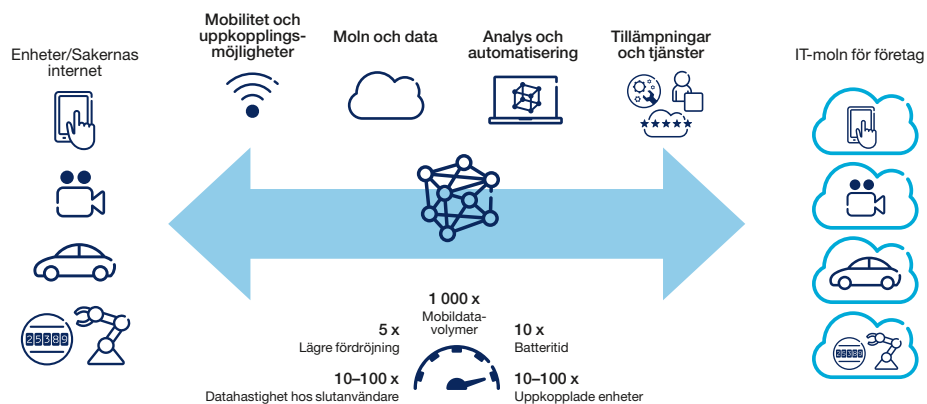 Enheter/Sakernas
internet
Mobilitet och
uppkopplings-
möjligheter
Moln och data
Analys och
automatisering
Tillämpningar
och tjänster
IT-moln för företag
25389
1 000 x
Mobildata-
volymer
5 x
Lägre fördröjning
10 x
Batteritid
10–100 x
Datahastighet hos slutanvändare
10–100 x
Uppkopplade enheter
25389